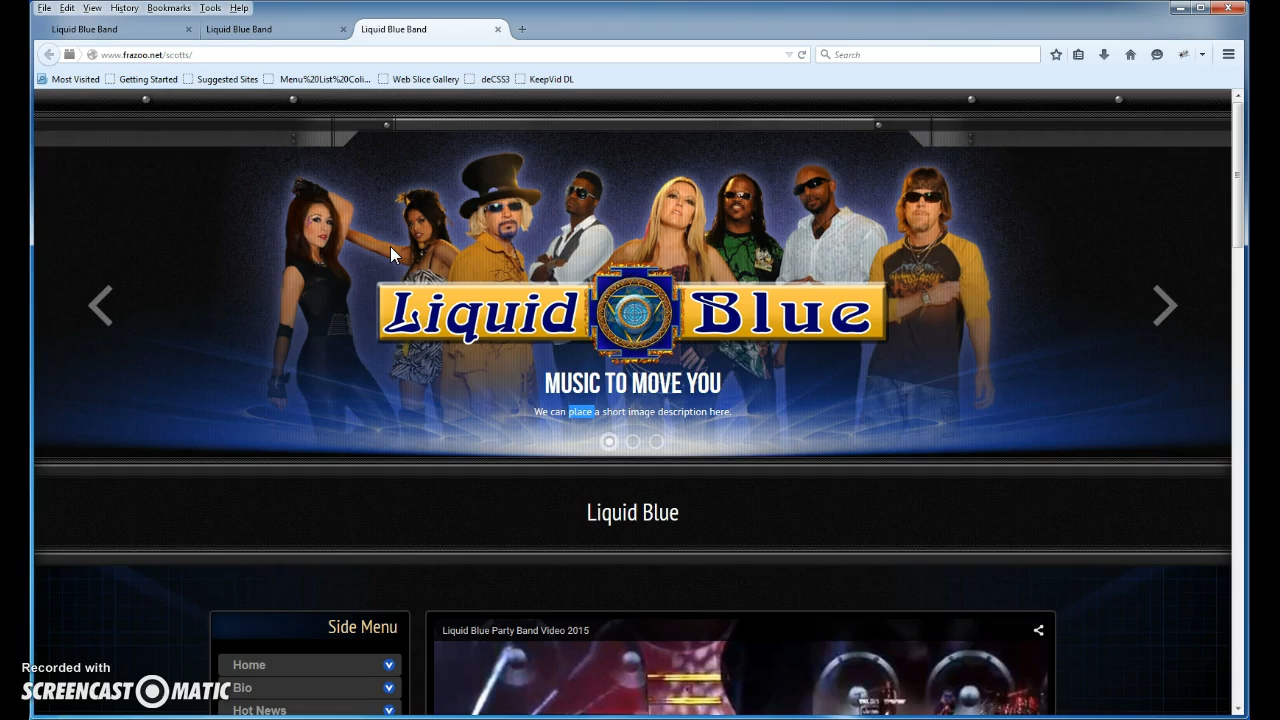 File Edit View History Bookmarks Tools Help
Liquid Blue Band Liquid Blue Band Liquid Blue Band
www.frazoo.net/scotts/ Search
Most Visited Getting Started Suggested Sites Menu%20List%20Coli... Web Slice Gallery deCSS3 KeepVid DL
Liquid Blue
MUSIC TO MOVE YOU
We can place a short image description here.
Liquid Blue
Side Menu
Liquid Blue Party Band Video 2015
Home
Bio
Hot News
Recorded with
SCREENCAST MATIC